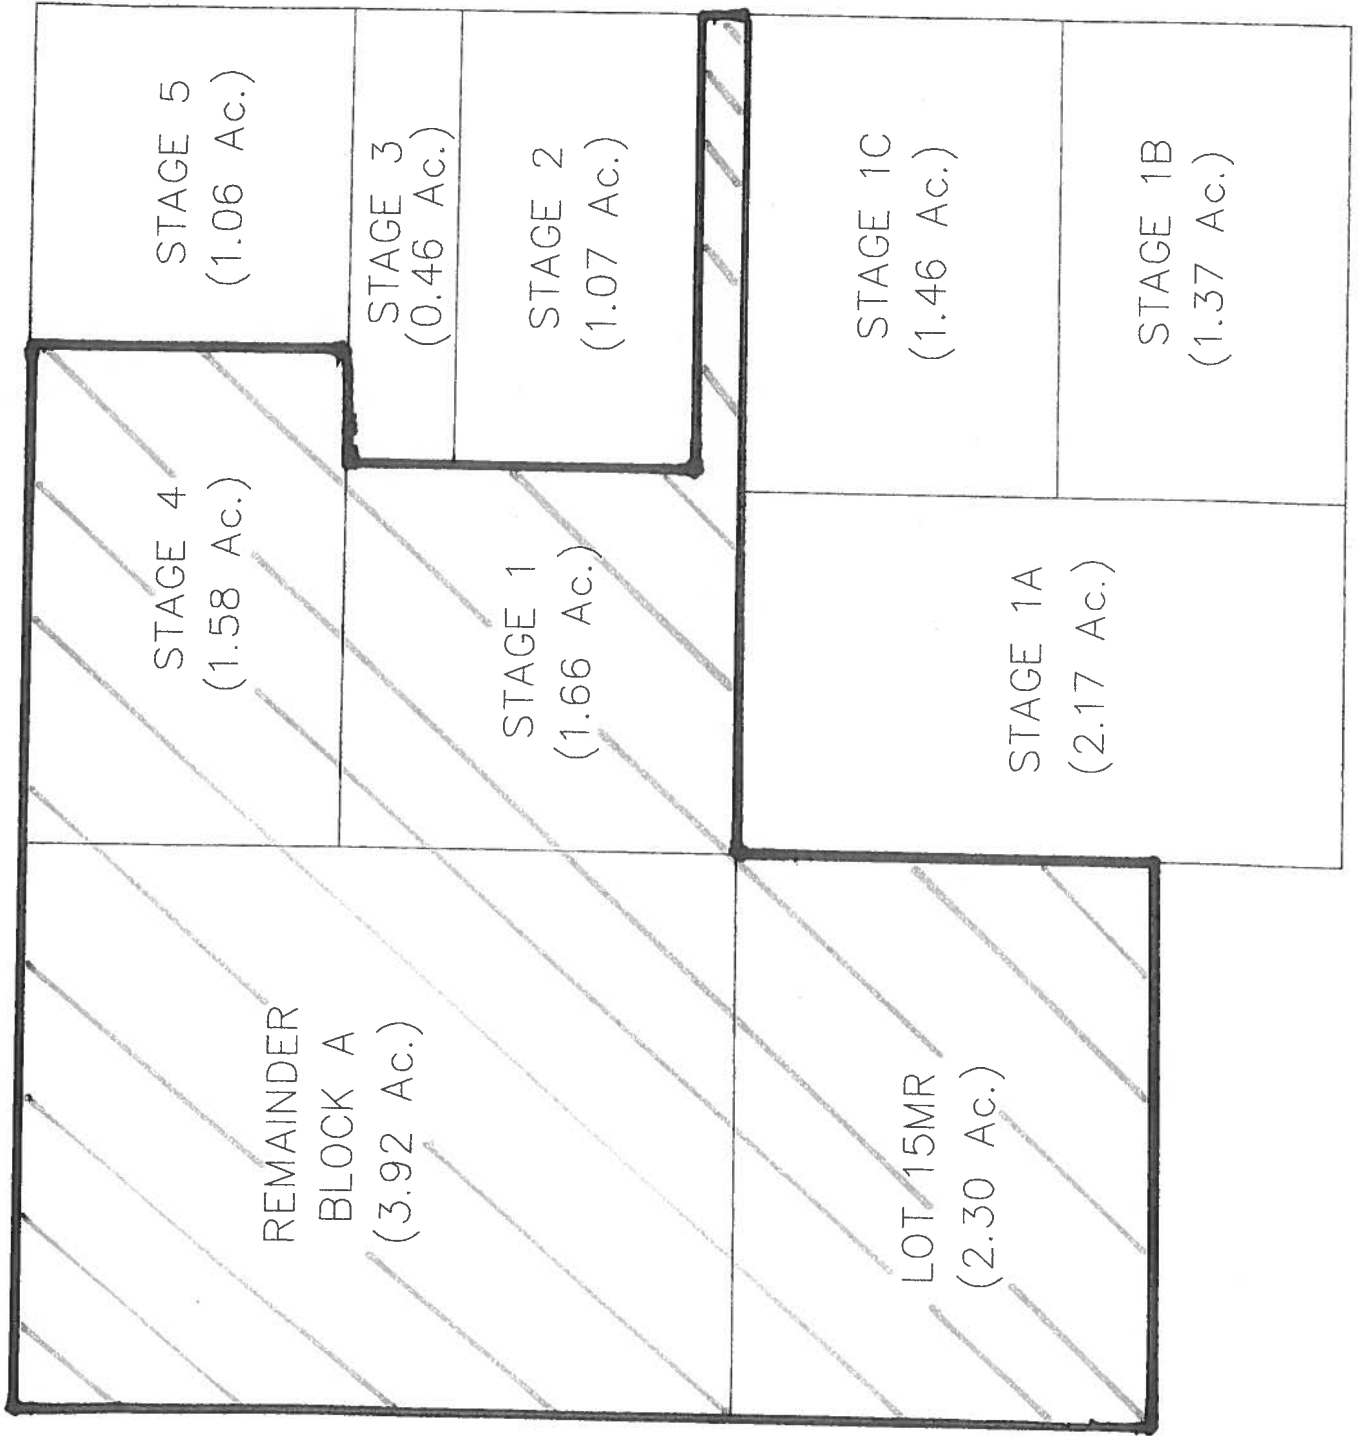 STAGE 5
(1.06 Ac.)
STAGE 3
(0.46 Ac.)
STAGE 2
(1.07 Ac.)
STAGE 1C
(1.46 Ac.)
STAGE 1B
(1.37 Ac.)
STAGE 4
(1.58 Ac.)
STAGE 1
(1.66 Ac.)
STAGE 1A
(2.17 Ac.)
REMAINDER
BLOCK A
(3.92 Ac.)
LOT 15MR
(2.30 Ac.)